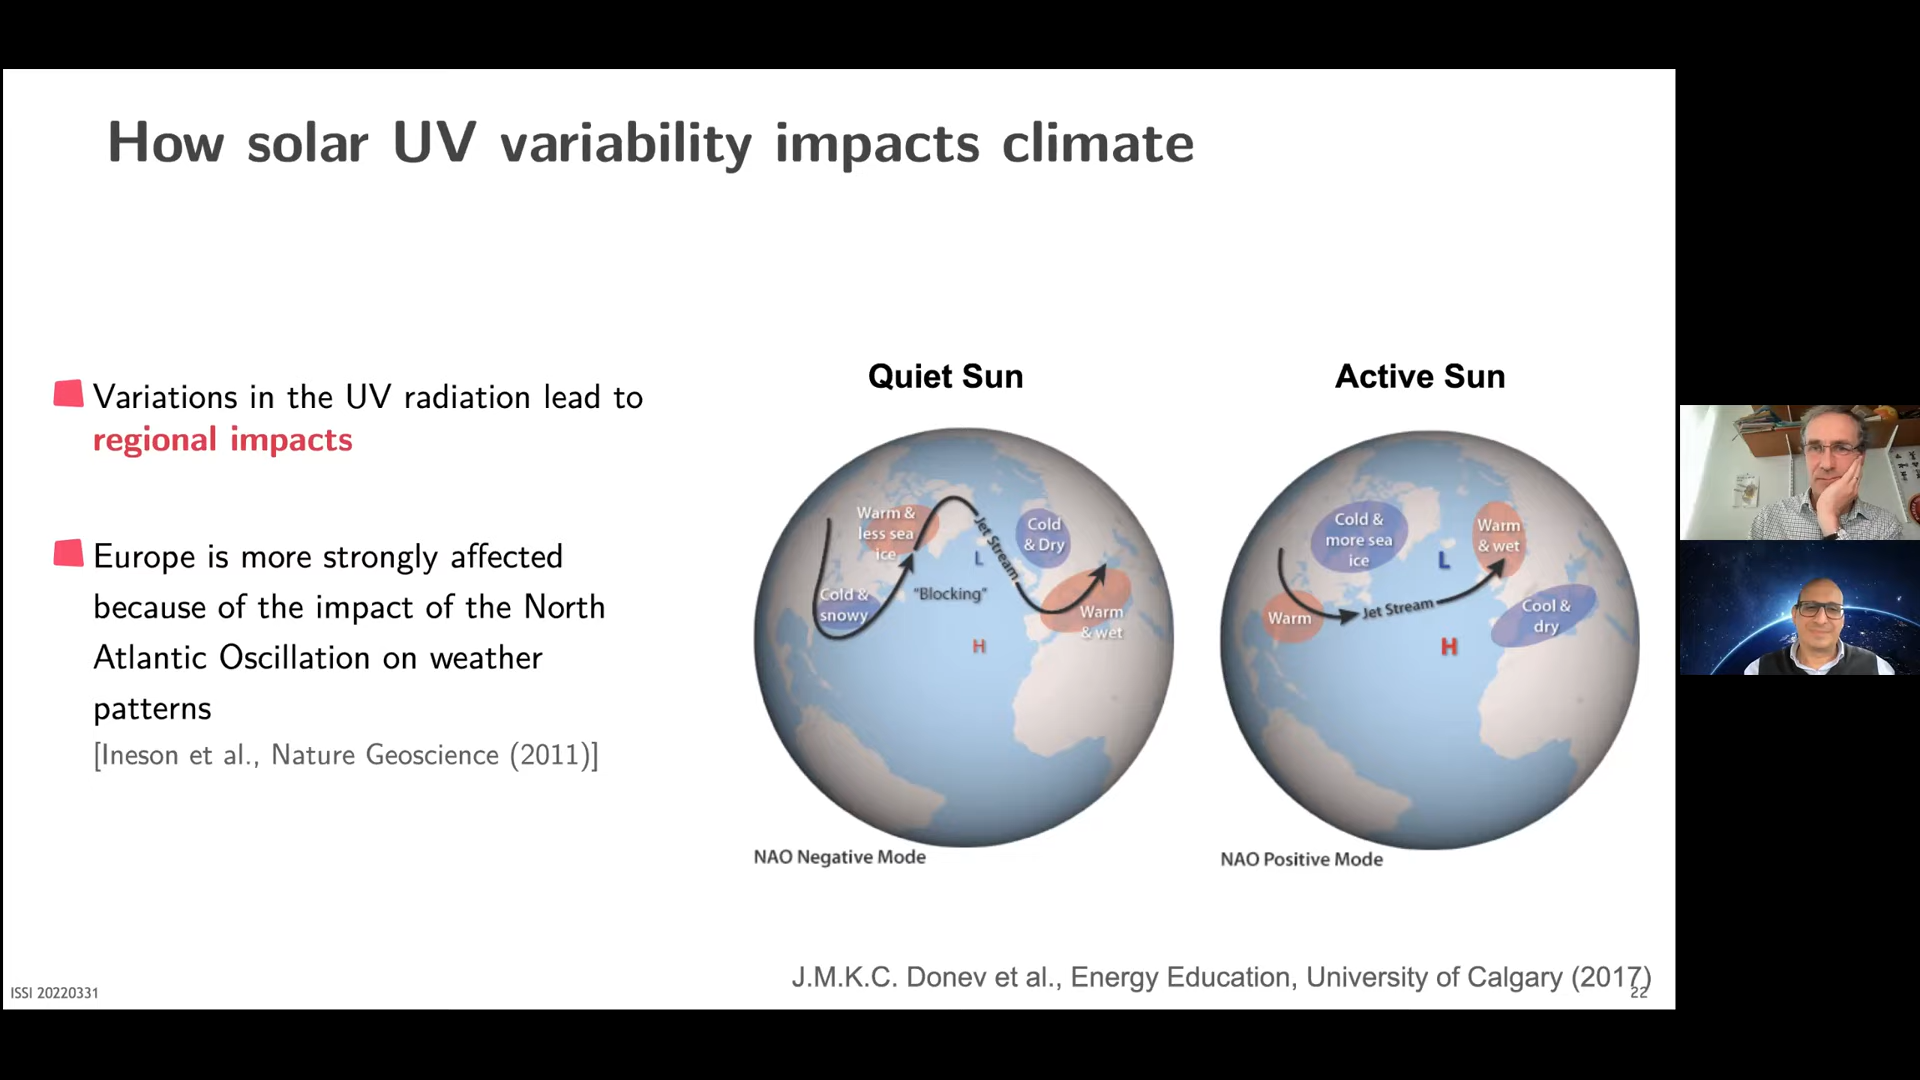 How solar UV variability impacts climate
Variations in the UV radiation lead to
regional impacts
Europe is more strongly affected
because of the impact of the North
Atlantic Oscillation on weather
patterns
[Ineson et al., Nature Geoscience (2011)]
Quiet Sun
Warm &
less sea
ice
Cold &
snowy
Jet Stream
L
"Blocking"
H
Cold
& Dry
Warm
& wet
NAO Negative Mode
Active Sun
Cold &
more sea
ice
Warm
Jet Stream
L
H
Warm
& wet
Cool &
dry
NAO Positive Mode
J.M.K.C. Donev et al., Energy Education, University of Calgary (2017)
ISSI 20220331
22